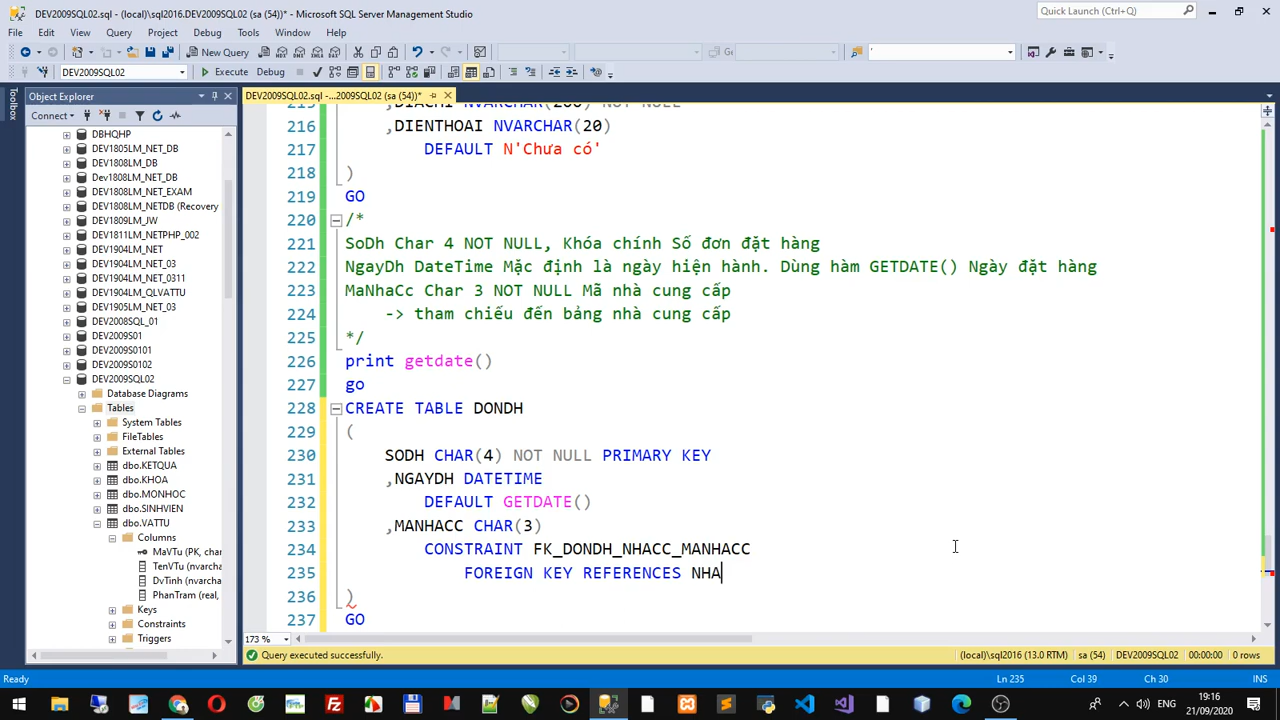 DEV2009SQL02.sql - (local)\sql2016.DEV2009SQL02 (sa (54))* - Microsoft SQL Server Management Studio
Quick Launch (Ctrl+Q)
File Edit View Query Project Debug Tools Window Help
New Query
DEV2009SQL02 Execute Debug
Toolbox
Object Explorer
Connect
DBHQHP
DEV1805LM_NET_DB
DEV1808LM_DB
Dev1808LM_NET_DB
DEV1808LM_NET_EXAM
DEV1808LM_NETDB (Recovery
DEV1809LM_JW
DEV1811LM_NETPHP_002
DEV1904LM_NET
DEV1904LM_NET_03
DEV1904LM_NET_0311
DEV1904LM_QLVATTU
DEV1905LM_NET_03
DEV2008SQL_01
DEV2009S01
DEV2009S0101
DEV2009S0102
DEV2009SQL02
Database Diagrams
Tables
System Tables
FileTables
External Tables
dbo.KETQUA
dbo.KHOA
dbo.MONHOC
dbo.SINHVIEN
dbo.VATTU
Columns
MaVTu (PK, char
TenVTu (nvarcha
DvTinh (nvarchar
PhanTram (real,
Keys
Constraints
Triggers
DEV2009SQL02.sql -...2009SQL02 (sa (54))*
215 ,DIACHI NVARCHAR(200) NOT NULL
216 ,DIENTHOAI NVARCHAR(20)
217 DEFAULT N'Chưa có'
218 )
219 GO
220 /*
221 SoDh Char 4 NOT NULL, Khóa chính Số đơn đặt hàng
222 NgayDh DateTime Mặc định là ngày hiện hành. Dùng hàm GETDATE() Ngày đặt hàng
223 MaNhaCc Char 3 NOT NULL Mã nhà cung cấp
224 -> tham chiếu đến bảng nhà cung cấp
225 */
226 print getdate()
227 go
228 CREATE TABLE DONDH
229 (
230 SODH CHAR(4) NOT NULL PRIMARY KEY
231 ,NGAYDH DATETIME
232 DEFAULT GETDATE()
233 ,MANHACC CHAR(3)
234 CONSTRAINT FK_DONDH_NHACC_MANHACC
235 FOREIGN KEY REFERENCES NHA
236 )
237 GO
173 %
Query executed successfully. (local)\sql2016 (13.0 RTM) sa (54) DEV2009SQL02 00:00:00 0 rows
Ready Ln 235 Col 39 Ch 30 INS
ENG 19:16
21/09/2020